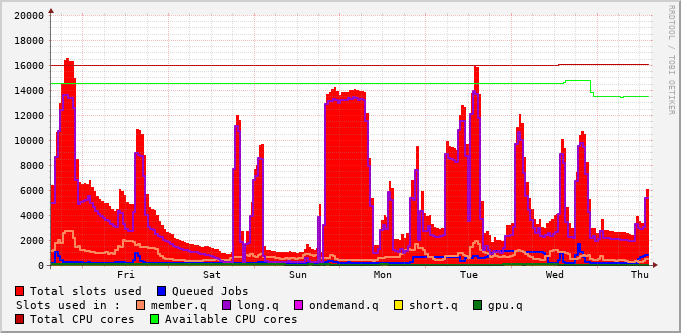 20000
18000
16000
14000
12000
10000
8000
6000
4000
2000
0
Fri Sat Sun Mon Tue Wed Thu
Total slots used Queued Jobs
Slots used in : member.q long.q ondemand.q short.q gpu.q
Total CPU cores Available CPU cores
RRDTOOL / TOBI OETIKER